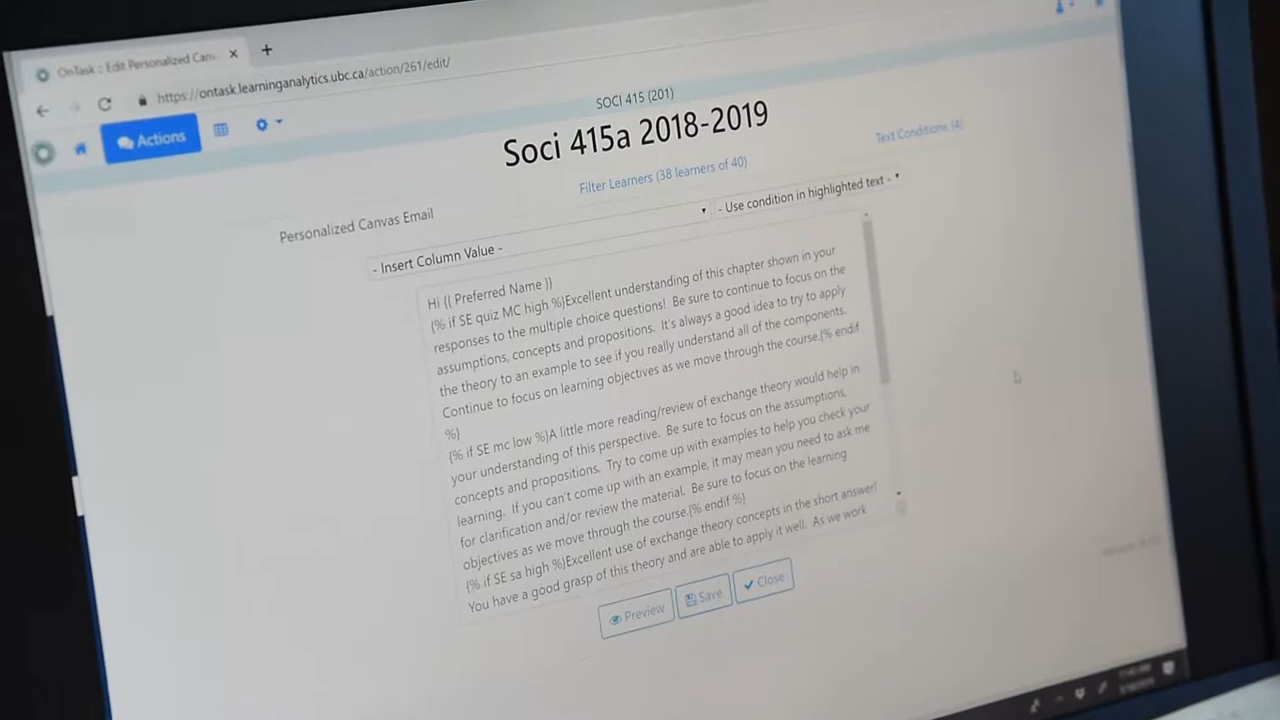 OnTask :: Edit Personalized Can
https://ontask.learninganalytics.ubc.ca/action/261/edit/
Actions
SOCI 415 (201)
Soci 415a 2018-2019
Filter Learners (38 learners of 40)
Text Conditions (4)
Personalized Canvas Email
- Insert Column Value -
- Use condition in highlighted text -
Hi {{ Preferred Name }}
{% if SE quiz MC high %}Excellent understanding of this chapter shown in your
responses to the multiple choice questions! Be sure to continue to focus on the
assumptions, concepts and propositions. It's always a good idea to try to apply
the theory to an example to see if you really understand all of the components.
Continue to focus on learning objectives as we move through the course.{% endif
%}
{% if SE mc low %}A little more reading/review of exchange theory would help in
your understanding of this perspective. Be sure to focus on the assumptions,
concepts and propositions. Try to come up with examples to help you check your
learning. If you can't come up with an example, it may mean you need to ask me
for clarification and/or review the material. Be sure to focus on the learning
objectives as we move through the course.{% endif %}
{% if SE sa high %}Excellent use of exchange theory concepts in the short answer!
You have a good grasp of this theory and are able to apply it well. As we work
Preview
Save
Close